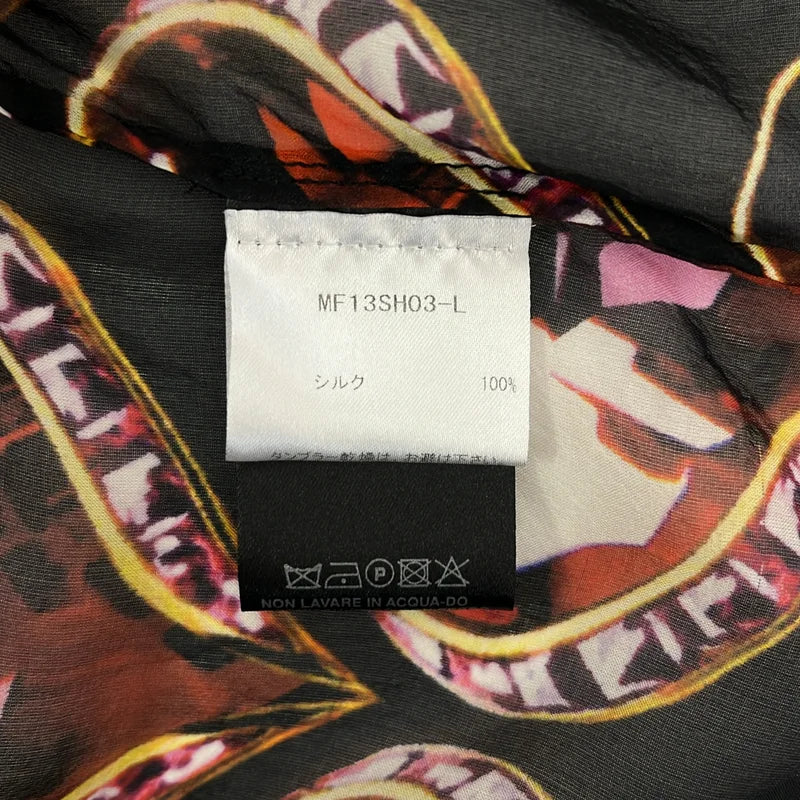 MF13SH03-L
シルク 100%
タンブラー乾燥は、お避け下さい
NON LAVARE IN ACQUA-DO